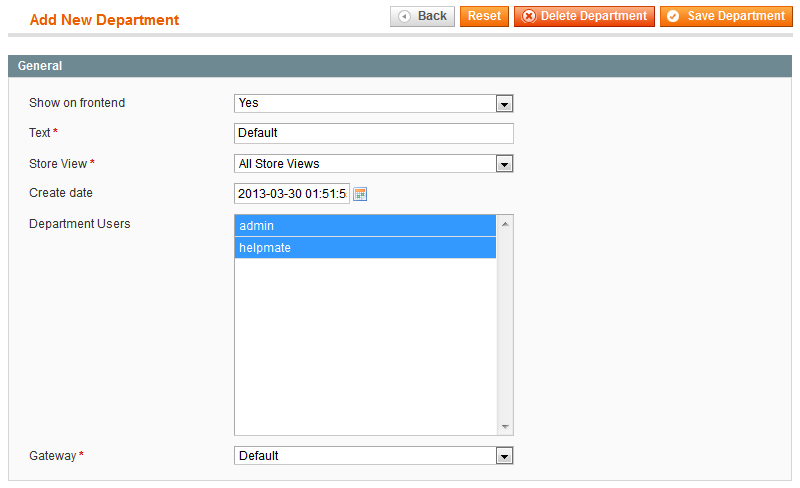 Add New Department
Back
Reset
Delete Department
Save Department
General
Show on frontend
Yes
Text *
Default
Store View *
All Store Views
Create date
2013-03-30 01:51:5
Department Users
admin
helpmate
Gateway *
Default